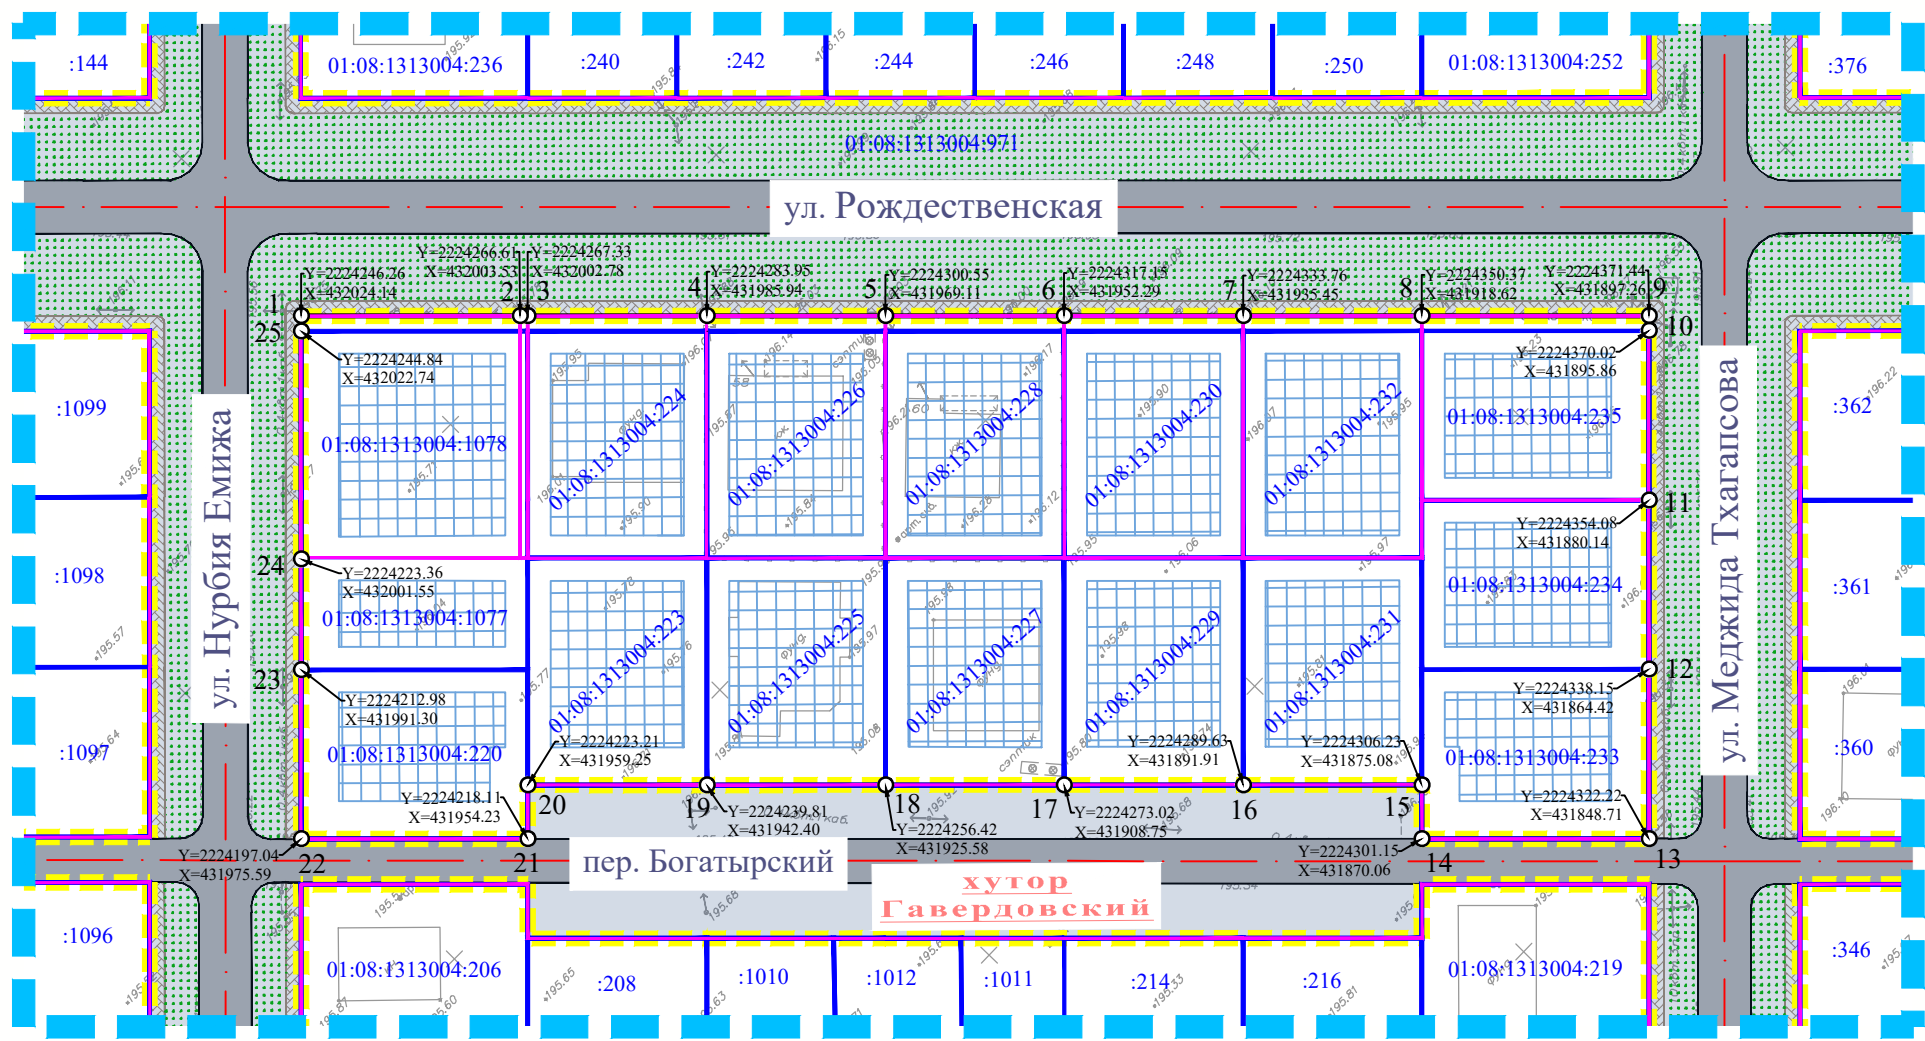 :144
01:08:1313004:236
:240
:242
:244
:246
:248
:250
01:08:1313004:252
:376
01:08:1313004:971
ул. Рождественская
Y=2224246.26
X=432024.14
Y=2224266.61
X=432003.53
Y=2224267.33
X=432002.78
Y=2224283.95
X=431985.94
Y=2224300.55
X=431969.11
Y=2224317.15
X=431952.29
Y=2224333.76
X=431935.45
Y=2224350.37
X=431918.62
Y=2224371.44
X=431897.26
1
2
3
4
5
6
7
8
9
25
10
Y=2224244.84
X=432022.74
Y=2224370.02
X=431895.86
:1099
01:08:1313004:1078
01:08:1313004:224
01:08:1313004:226
01:08:1313004:228
01:08:1313004:230
01:08:1313004:232
01:08:1313004:235
:362
ул. Нурбия Емижа
ул. Меджида Тхагапсова
11
Y=2224354.08
X=431880.14
24
Y=2224223.36
X=432001.55
:1098
01:08:1313004:1077
01:08:1313004:223
01:08:1313004:225
01:08:1313004:227
01:08:1313004:229
01:08:1313004:231
01:08:1313004:234
:361
23
Y=2224212.98
X=431991.30
12
Y=2224338.15
X=431864.42
:1097
01:08:1313004:220
Y=2224223.21
X=431959.25
Y=2224289.63
X=431891.91
Y=2224306.23
X=431875.08
01:08:1313004:233
:360
Y=2224218.11
X=431954.23
20
19
Y=2224239.81
X=431942.40
18
Y=2224256.42
X=431925.58
17
Y=2224273.02
X=431908.75
16
15
Y=2224322.22
X=431848.71
Y=2224197.04
X=431975.59
22
21
пер. Богатырский
Y=2224301.15
X=431870.06
14
13
хутор
Гавердовский
:1096
01:08:1313004:206
:208
:1010
:1012
:1011
:214
:216
01:08:1313004:219
:346